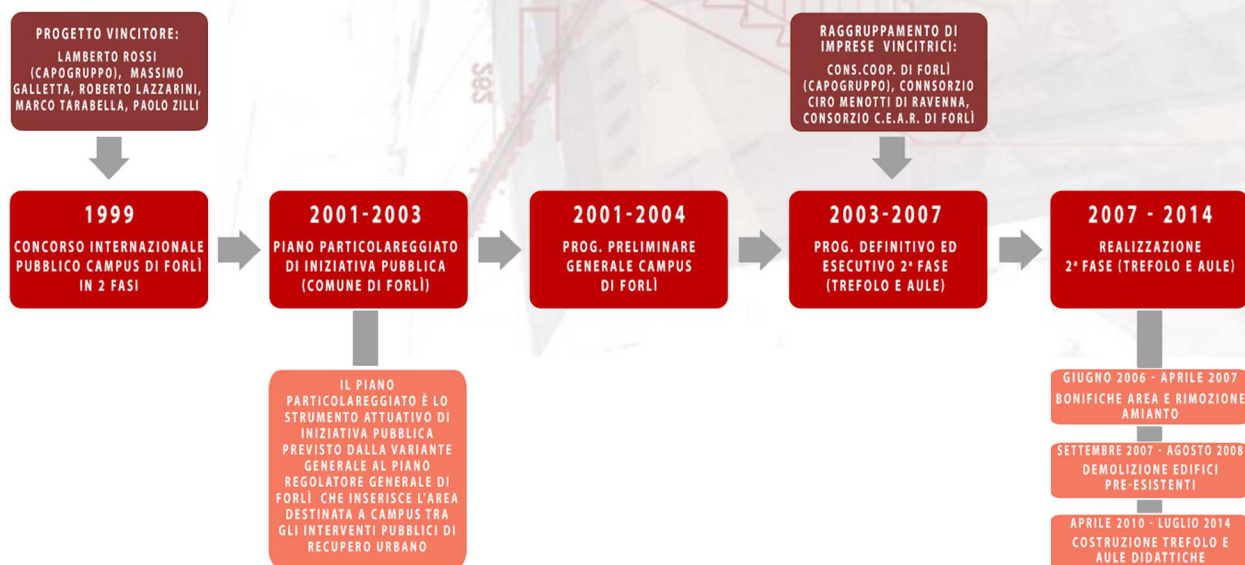 PROGETTO VINCITORE:
LAMBERTO ROSSI
(CAPOGRUPPO), MASSIMO
GALLETTA, ROBERTO LAZZARINI,
MARCO TARABELLA, PAOLO ZILLI
RAGGRUPPAMENTO DI
IMPRESE VINCITRICI:
CONS.COOP. DI FORLÌ
(CAPOGRUPPO), CONNSORZIO
CIRO MENOTTI DI RAVENNA,
CONSORZIO C.E.A.R. DI FORLÌ
262
1999
CONCORSO INTERNAZIONALE
PUBBLICO CAMPUS DI FORLÌ
IN 2 FASI
2001-2003
PIANO PARTICOLAREGGIATO
DI INIZIATIVA PUBBLICA
(COMUNE DI FORLÌ)
2001-2004
PROG. PRELIMINARE
GENERALE CAMPUS
DI FORLÌ
2003-2007
PROG. DEFINITIVO ED
ESECUTIVO 2ª FASE
(TREFOLO E AULE)
2007 - 2014
REALIZZAZIONE
2ª FASE (TREFOLO E AULE)
IL PIANO
PARTICOLAREGGIATO È LO
STRUMENTO ATTUATIVO DI
INIZIATIVA PUBBLICA
PREVISTO DALLA VARIANTE
GENERALE AL PIANO
REGOLATORE GENERALE DI
FORLÌ CHE INSERISCE L'AREA
DESTINATA A CAMPUS TRA
GLI INTERVENTI PUBBLICI DI
RECUPERO URBANO
GIUGNO 2006 - APRILE 2007
BONIFICHE AREA E RIMOZIONE
AMIANTO
SETTEMBRE 2007 - AGOSTO 2008
DEMOLIZIONE EDIFICI
PRE-ESISTENTI
APRILE 2010 - LUGLIO 2014
COSTRUZIONE TREFOLO E
AULE DIDATTICHE